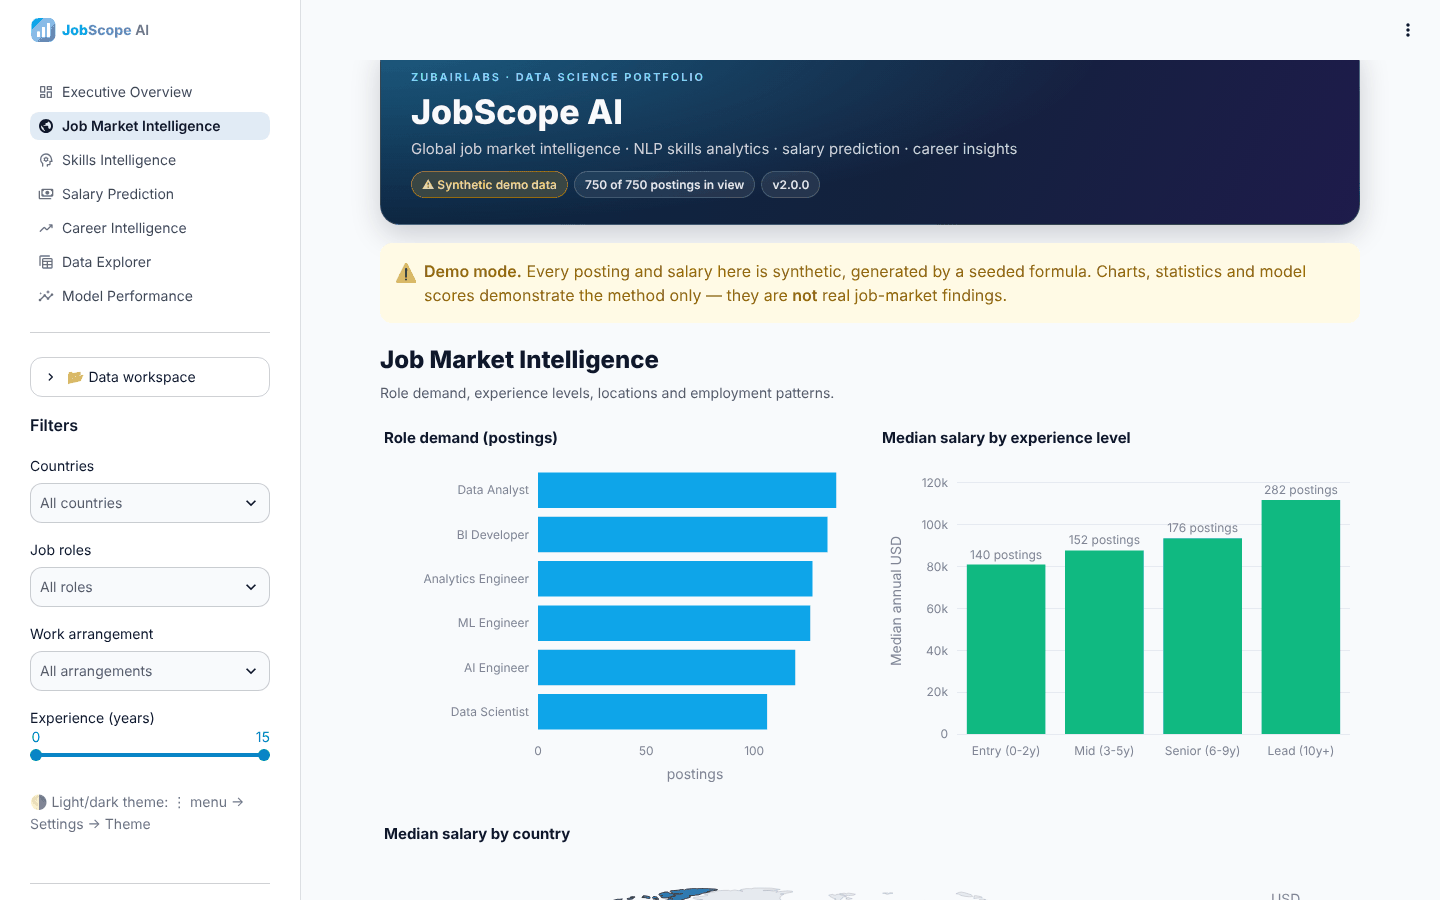 JobScope AI
Executive Overview
Job Market Intelligence
Skills Intelligence
Salary Prediction
Career Intelligence
Data Explorer
Model Performance
Data workspace
Filters
Countries
All countries
Job roles
All roles
Work arrangement
All arrangements
Experience (years)
0 15
Light/dark theme: ⋮ menu →
Settings → Theme
ZUBAIRLABS · DATA SCIENCE PORTFOLIO
JobScope AI
Global job market intelligence · NLP skills analytics · salary prediction · career insights
⚠ Synthetic demo data 750 of 750 postings in view v2.0.0
Demo mode. Every posting and salary here is synthetic, generated by a seeded formula. Charts, statistics and model
scores demonstrate the method only — they are not real job-market findings.
Job Market Intelligence
Role demand, experience levels, locations and employment patterns.
Role demand (postings)
Data Analyst
BI Developer
Analytics Engineer
ML Engineer
AI Engineer
Data Scientist
0 50 100
postings
Median salary by experience level
Median annual USD
120k
100k
80k
60k
40k
20k
0
140 postings
152 postings
176 postings
282 postings
Entry (0-2y) Mid (3-5y) Senior (6-9y) Lead (10y+)
Median salary by country
USD